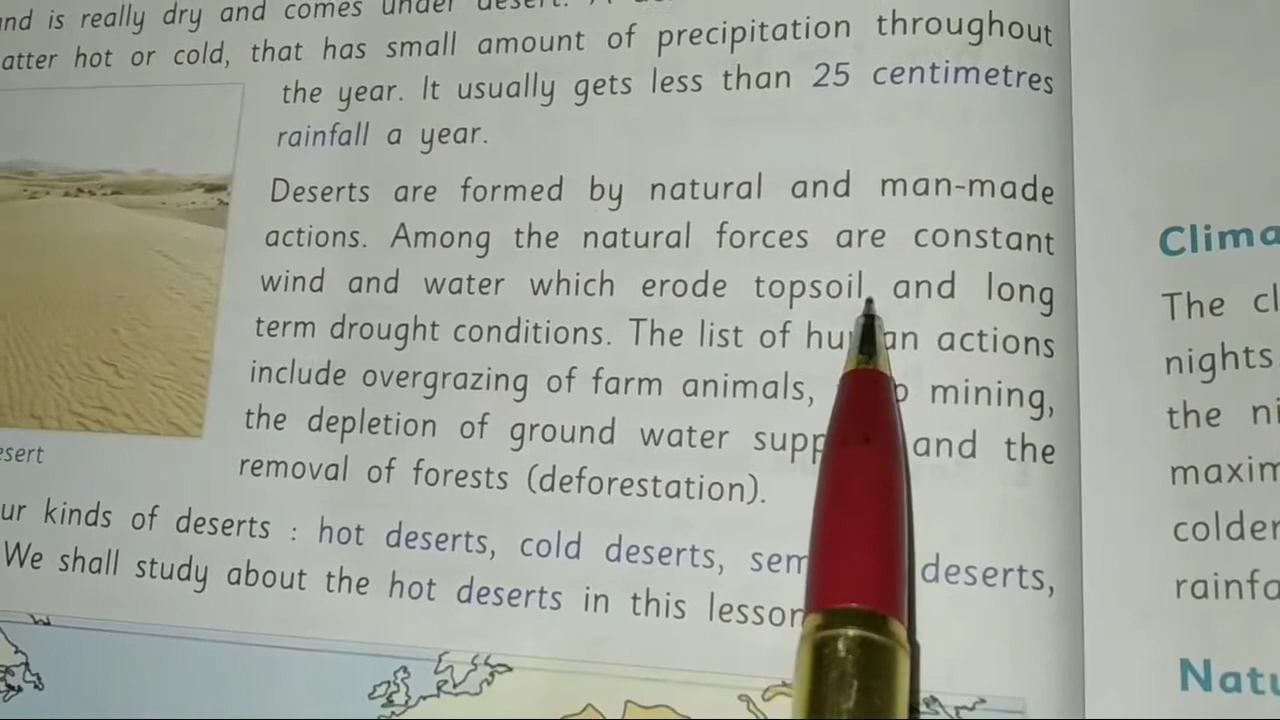 nd is really dry and comes under desert.
atter hot or cold, that has small amount of precipitation throughout
the year. It usually gets less than 25 centimetres
rainfall a year.
Deserts are formed by natural and man-made
actions. Among the natural forces are constant
wind and water which erode topsoil and long
term drought conditions. The list of human actions
include overgrazing of farm animals, mining,
the depletion of ground water and the
removal of forests (deforestation).
esert
ur kinds of deserts : hot deserts, cold deserts, deserts,
We shall study about the hot deserts in this lesson
Clima
The cl
nights
the ni
maxim
colder
rainfa
Natu